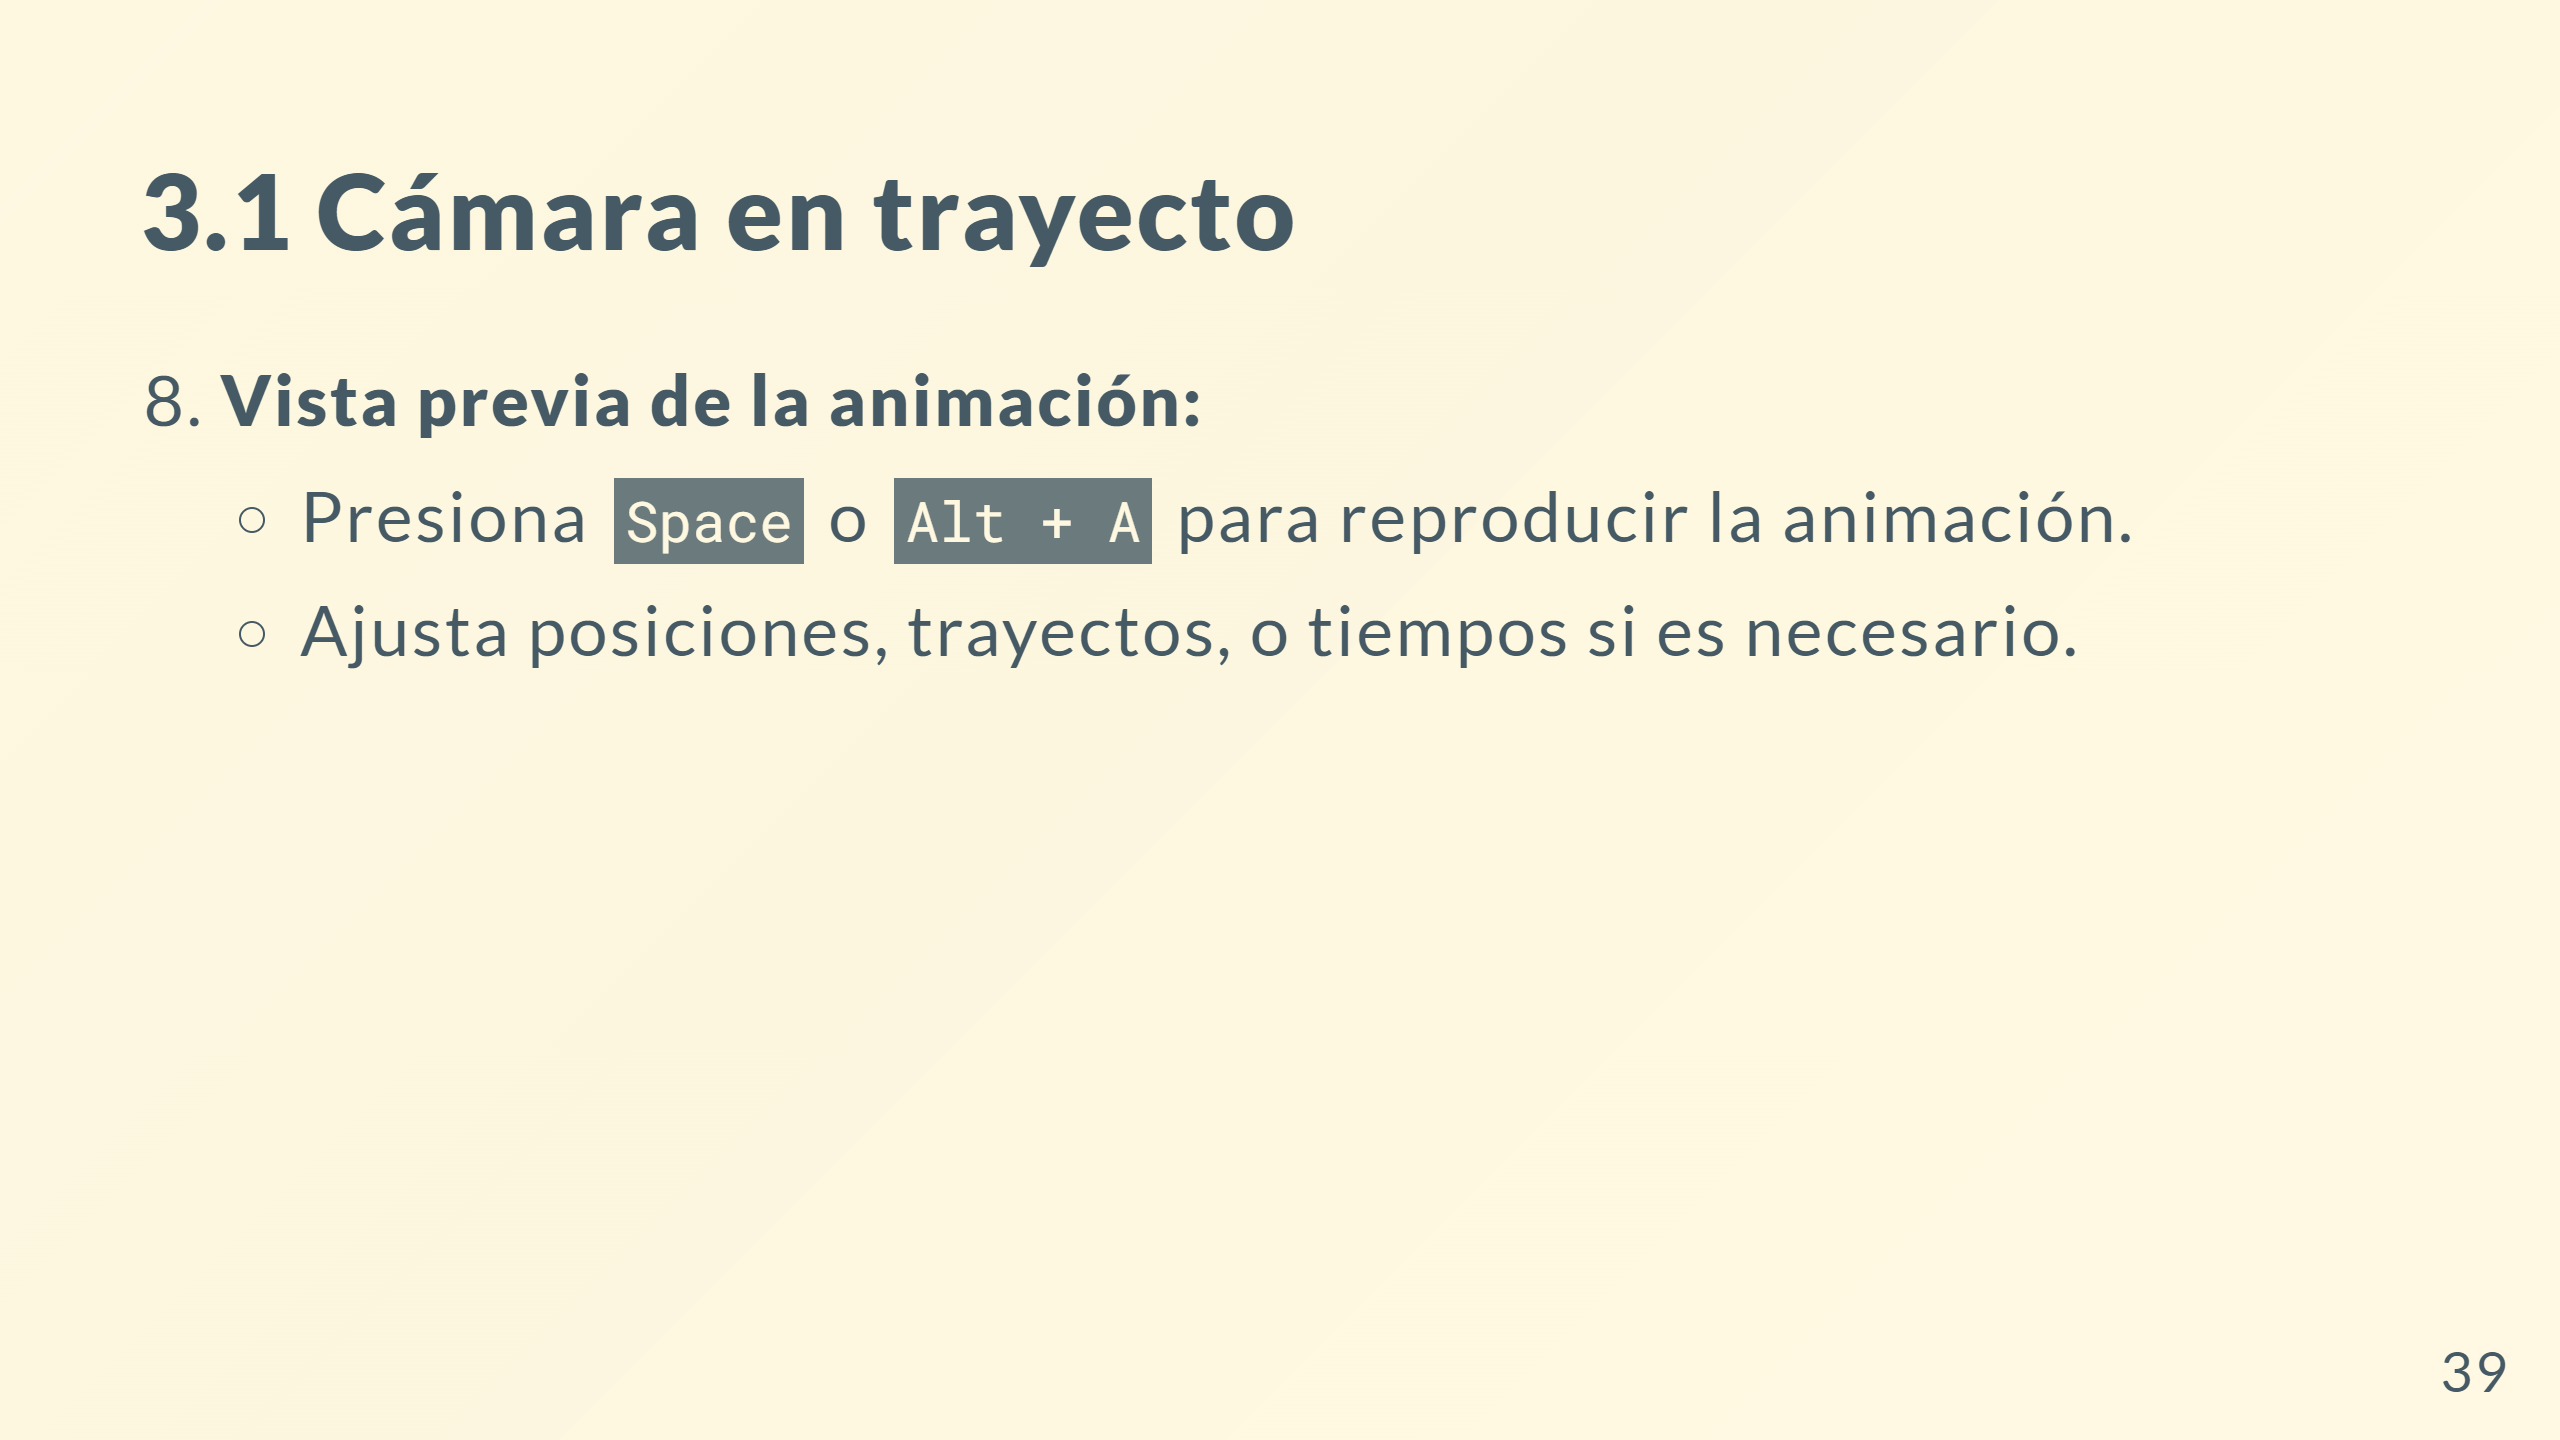 3.1 Cámara en trayecto
8. Vista previa de la animación:
○ Presiona Space o Alt + A para reproducir la animación.
○ Ajusta posiciones, trayectos, o tiempos si es necesario.
39